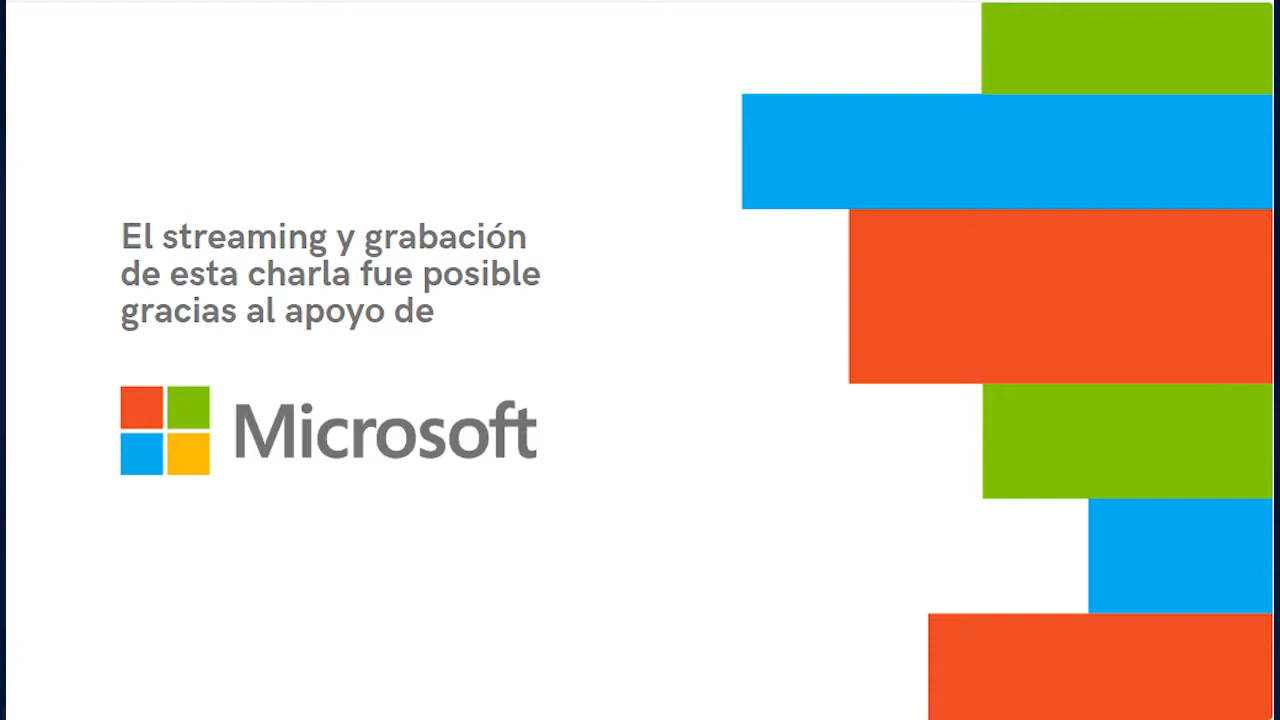 El streaming y grabación
de esta charla fue posible
gracias al apoyo de
Microsoft